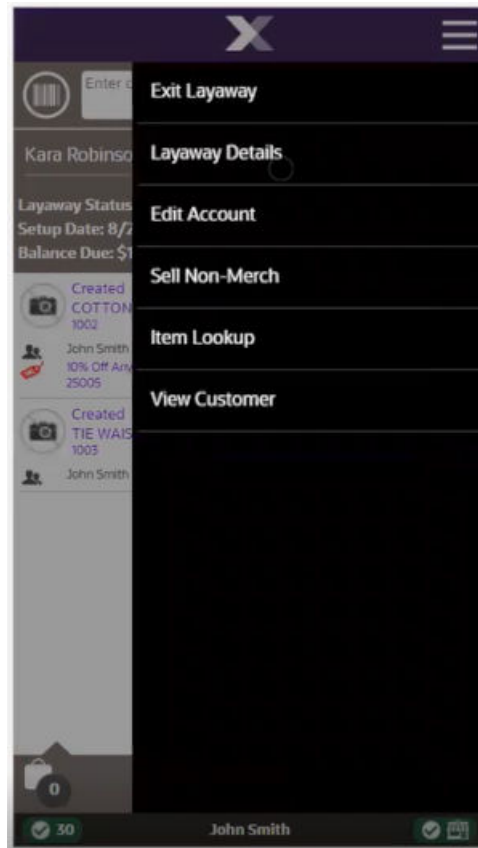 Enter
Exit Layaway
Kara Robinso
Layaway Details
Layaway Status
Setup Date: 8/2
Balance Due: $1
Edit Account
Sell Non-Merch
Created
COTTON
1002
Item Lookup
John Smith
10% Off Any
25005
View Customer
Created
TIE WAIS
1003
John Smith
0
30 John Smith